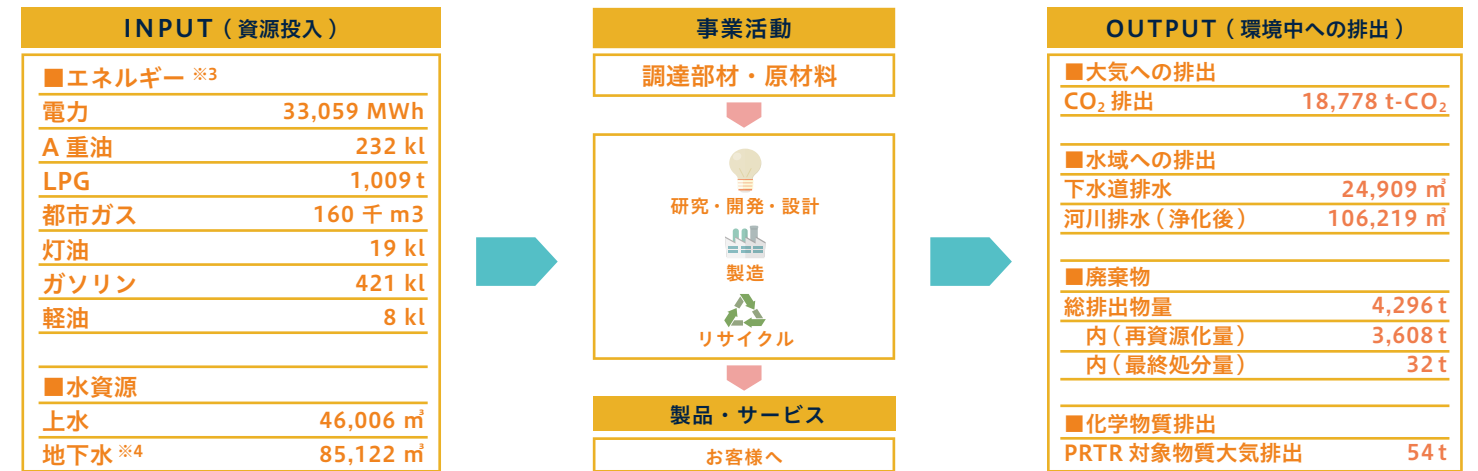 INPUT（資源投入）
■エネルギー ※3
電力 33,059 MWh
A 重油 232 kl
LPG 1,009 t
都市ガス 160 千 m3
灯油 19 kl
ガソリン 421 kl
軽油 8 kl
■水資源
上水 46,006 ㎥
地下水 ※4 85,122 ㎥
事業活動
調達部材・原材料
研究・開発・設計
製造
リサイクル
製品・サービス
お客様へ
OUTPUT（環境中への排出）
■大気への排出
CO₂ 排出 18,778 t-CO₂
■水域への排出
下水道排水 24,909 ㎥
河川排水（浄化後） 106,219 ㎥
■廃棄物
総排出物量 4,296 t
内（再資源化量） 3,608 t
内（最終処分量） 32 t
■化学物質排出
PRTR 対象物質大気排出 54 t